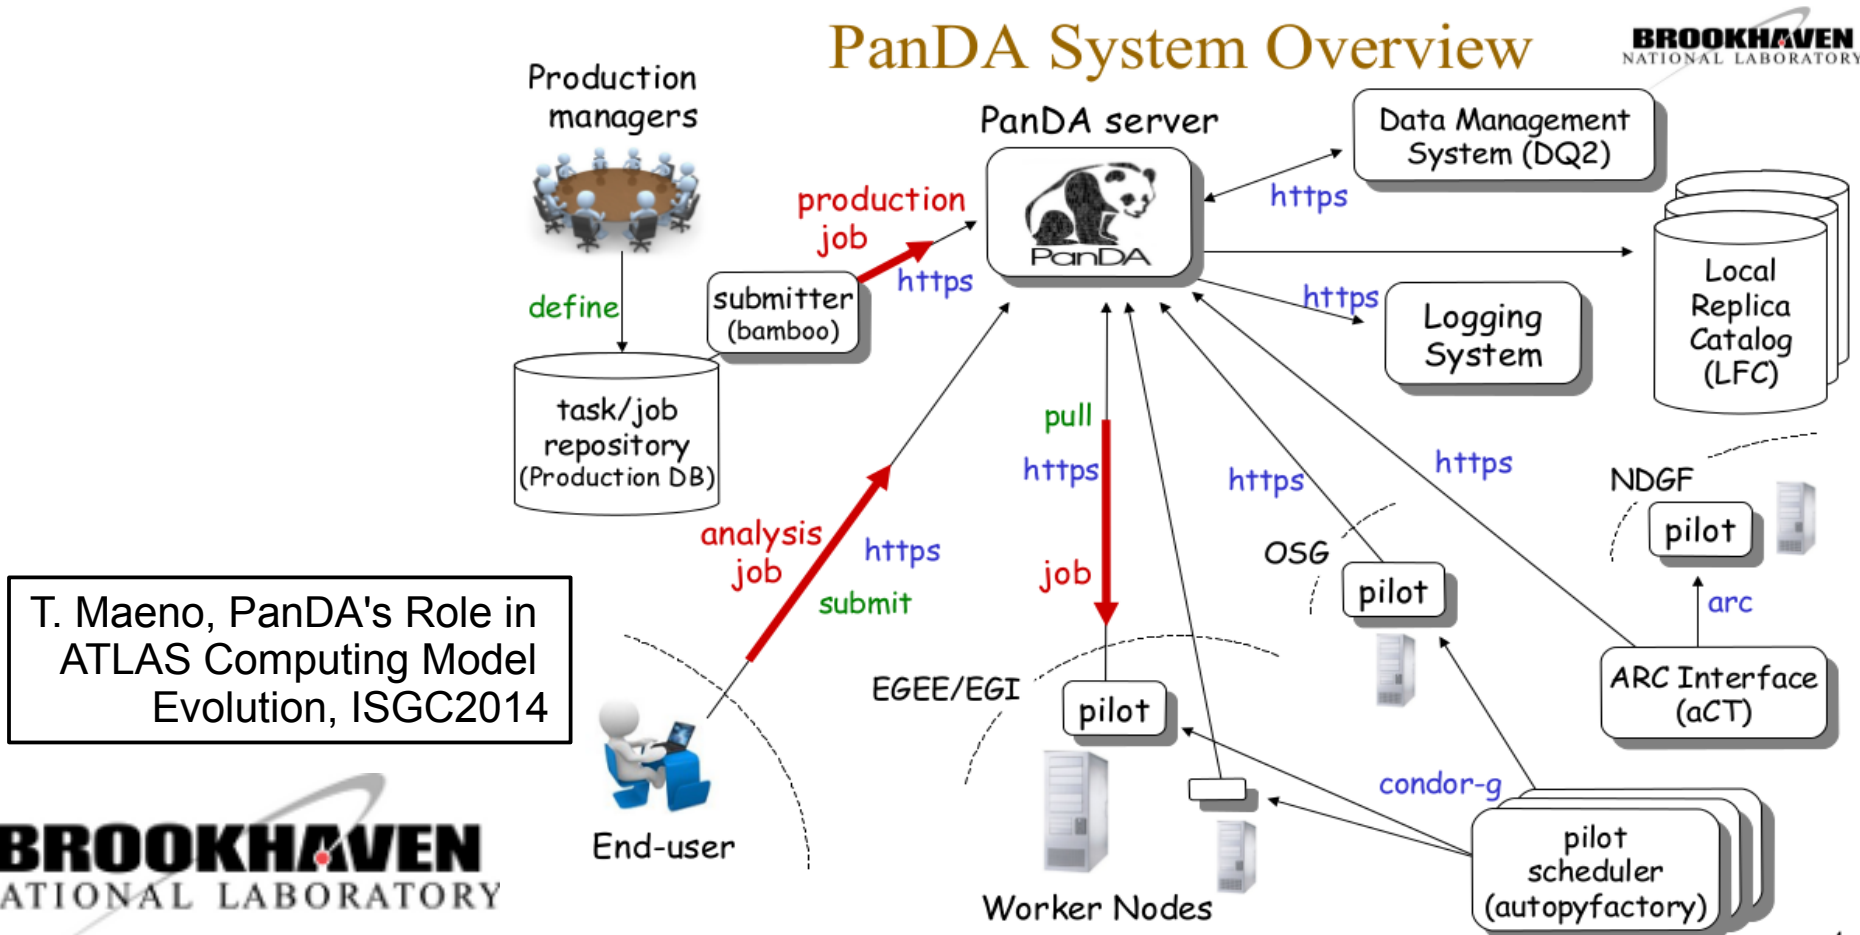 PanDA System Overview
BROOKHAVEN
NATIONAL LABORATORY
Production
managers
PanDA server
Data Management
System (DQ2)
https
production
job
https
PanDA
submitter
(bamboo)
define
https
Logging
System
Local
Replica
Catalog
(LFC)
task/job
repository
(Production DB)
pull
https
https
https
NDGF
pilot
analysis
job
https
submit
job
OSG
pilot
arc
T. Maeno, PanDA's Role in
ATLAS Computing Model
Evolution, ISGC2014
EGEE/EGI
pilot
ARC Interface
(aCT)
condor-g
End-user
Worker Nodes
pilot
scheduler
(autopyfactory)
BROOKHAVEN
ATIONAL LABORATORY